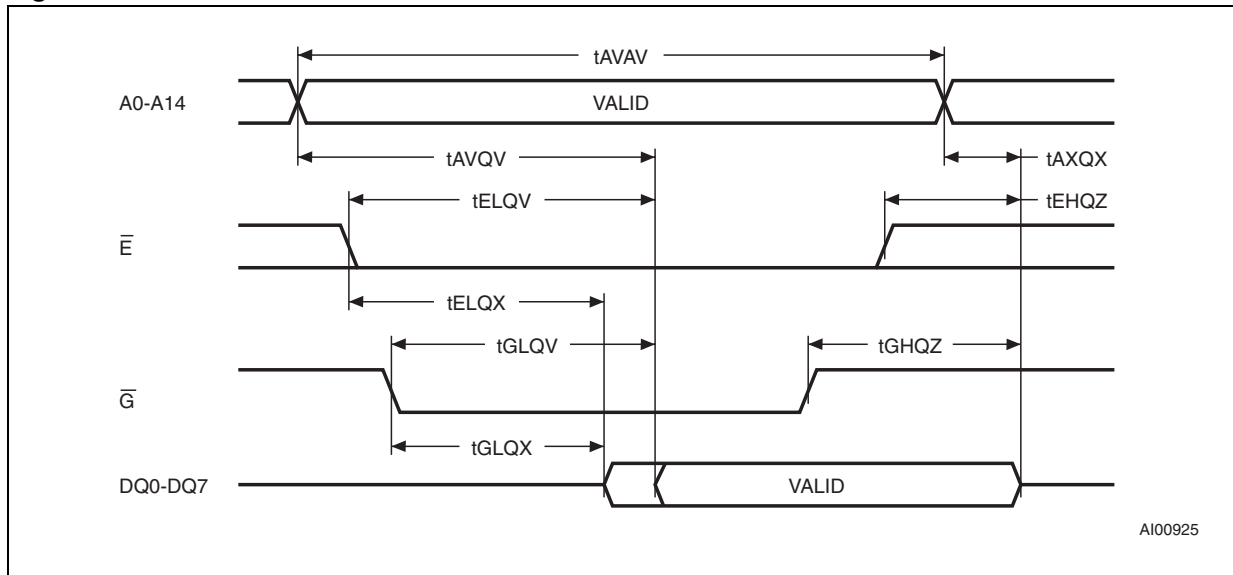 tAVAV
A0-A14
VALID
tAVQV
tAXQX
tELQV
tEHQZ
E̅
tELQX
tGLQV
tGHQZ
G̅
tGLQX
DQ0-DQ7
VALID
AI00925